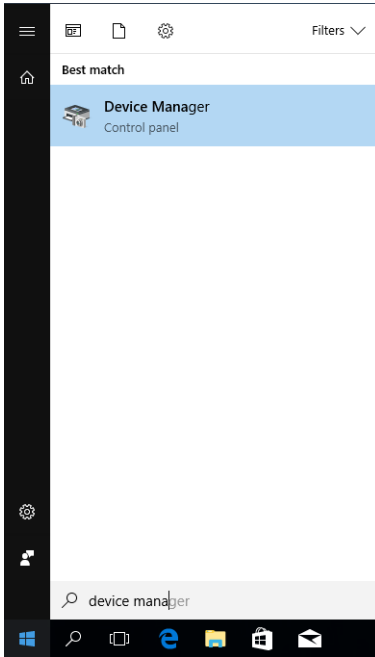 Filters
Best match
Device Manager
Control panel
device manager